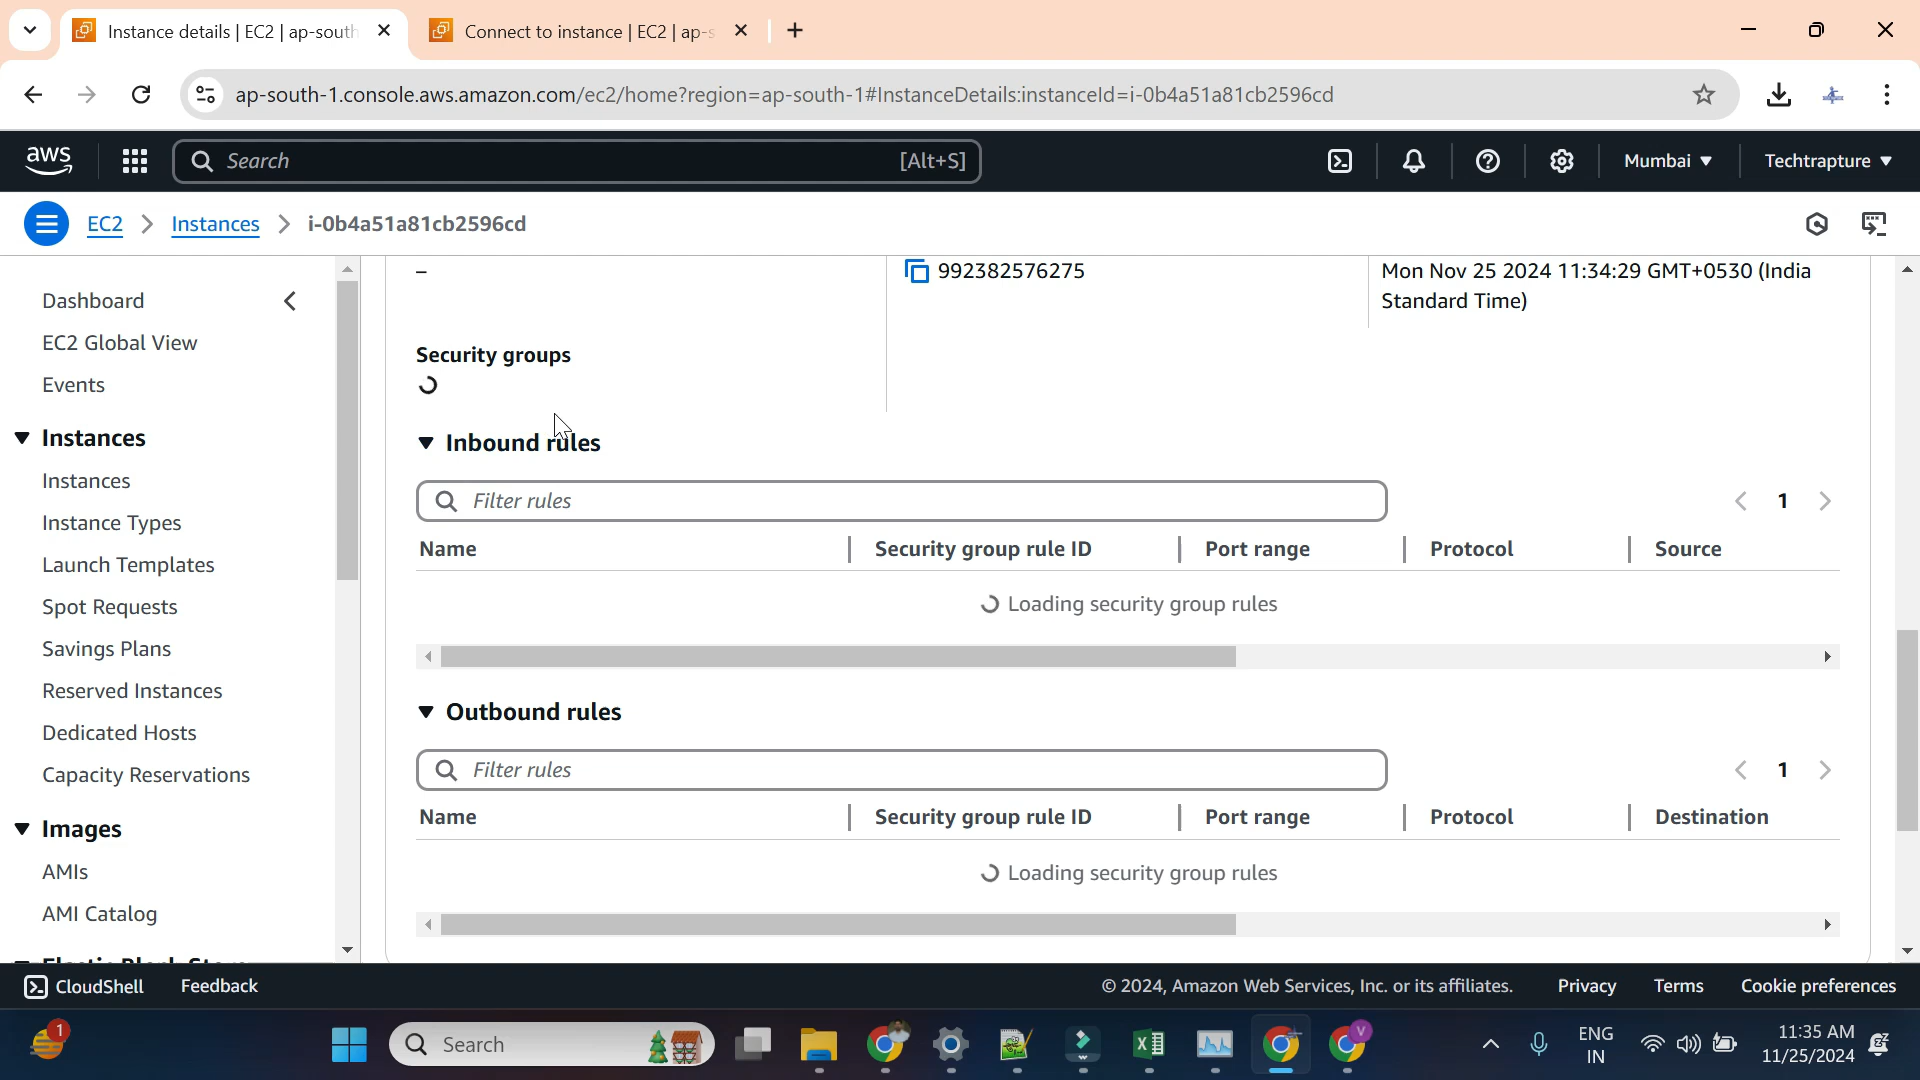 Instance details | EC2 | ap-south
Connect to instance | EC2 | ap-s
ap-south-1.console.aws.amazon.com/ec2/home?region=ap-south-1#InstanceDetails:instanceId=i-0b4a51a81cb2596cd
aws
Search
[Alt+S]
Mumbai
Techtrapture
EC2
Instances
i-0b4a51a81cb2596cd
Dashboard
EC2 Global View
Events
Instances
Instances
Instance Types
Launch Templates
Spot Requests
Savings Plans
Reserved Instances
Dedicated Hosts
Capacity Reservations
Images
AMIs
AMI Catalog
–
992382576275
Mon Nov 25 2024 11:34:29 GMT+0530 (India
Standard Time)
Security groups
Inbound rules
Filter rules
1
Name
Security group rule ID
Port range
Protocol
Source
Loading security group rules
Outbound rules
Filter rules
1
Name
Security group rule ID
Port range
Protocol
Destination
Loading security group rules
CloudShell
Feedback
© 2024, Amazon Web Services, Inc. or its affiliates.
Privacy
Terms
Cookie preferences
1
Search
V
ENG
IN
11:35 AM
11/25/2024